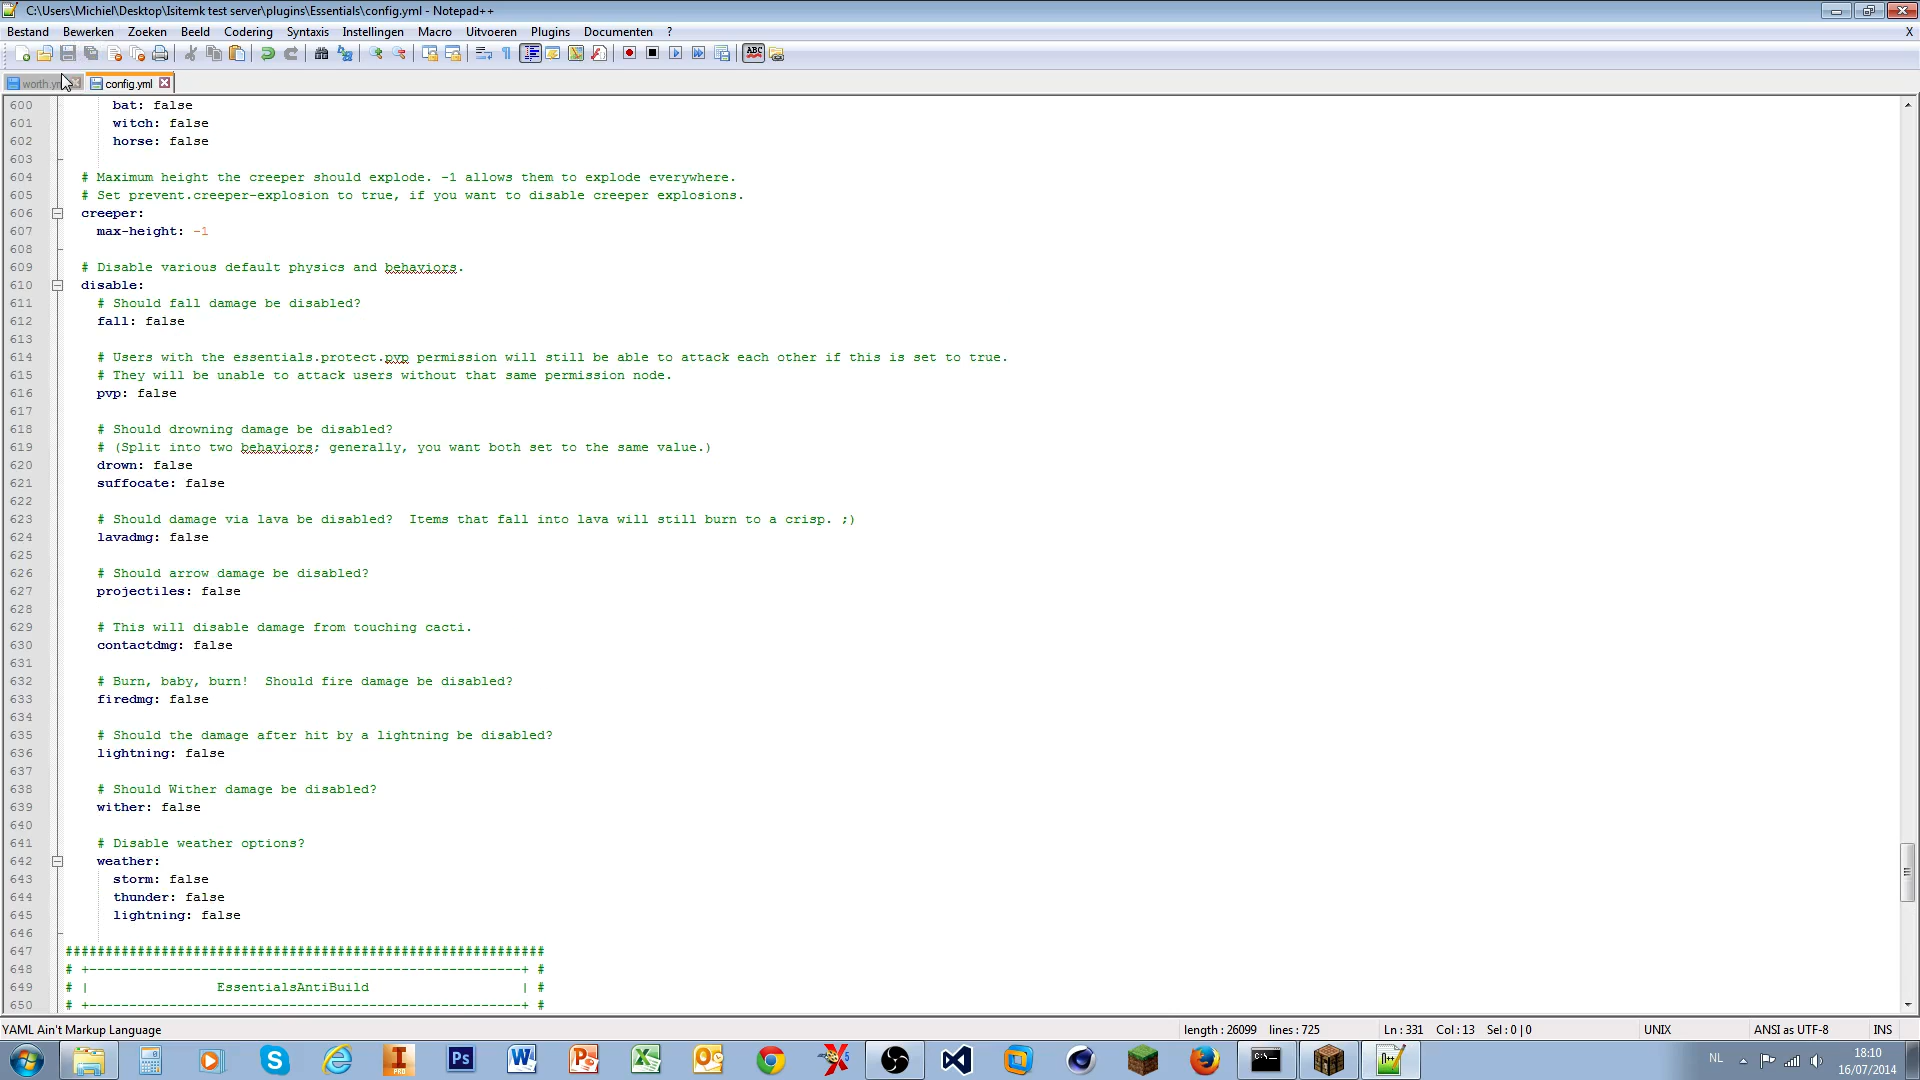 C:\Users\Michiel\Desktop\Isitemk test server\plugins\Essentials\config.yml - Notepad++
Bestand Bewerken Zoeken Beeld Codering Syntaxis Instellingen Macro Uitvoeren Plugins Documenten ? X
config.yml
600 bat: false
601 witch: false
602 horse: false
603
604 # Maximum height the creeper should explode. -1 allows them to explode everywhere.
605 # Set prevent.creeper-explosion to true, if you want to disable creeper explosions.
606 creeper:
607 max-height: -1
608
609 # Disable various default physics and behaviors.
610 disable:
611 # Should fall damage be disabled?
612 fall: false
613
614 # Users with the essentials.protect.pvp permission will still be able to attack each other if this is set to true.
615 # They will be unable to attack users without that same permission node.
616 pvp: false
617
618 # Should drowning damage be disabled?
619 # (Split into two behaviors; generally, you want both set to the same value.)
620 drown: false
621 suffocate: false
622
623 # Should damage via lava be disabled?  Items that fall into lava will still burn to a crisp. ;)
624 lavadmg: false
625
626 # Should arrow damage be disabled?
627 projectiles: false
628
629 # This will disable damage from touching cacti.
630 contactdmg: false
631
632 # Burn, baby, burn!  Should fire damage be disabled?
633 firedmg: false
634
635 # Should the damage after hit by a lightning be disabled?
636 lightning: false
637
638 # Should Wither damage be disabled?
639 wither: false
640
641 # Disable weather options?
642 weather:
643 storm: false
644 thunder: false
645 lightning: false
646
647 ############################################################
648 # +------------------------------------------------------+ #
649 # | EssentialsAntiBuild | #
650 # +------------------------------------------------------+ #
YAML Ain't Markup Language length : 26099 lines : 725 Ln : 331 Col : 13 Sel : 0 | 0 UNIX ANSI as UTF-8 INS
NL 18:10
16/07/2014